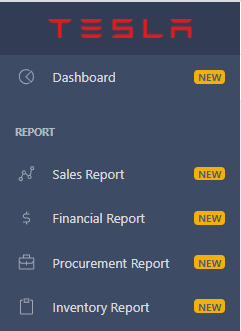 TESLA
Dashboard NEW
REPORT
Sales Report NEW
Financial Report NEW
Procurement Report NEW
Inventory Report NEW